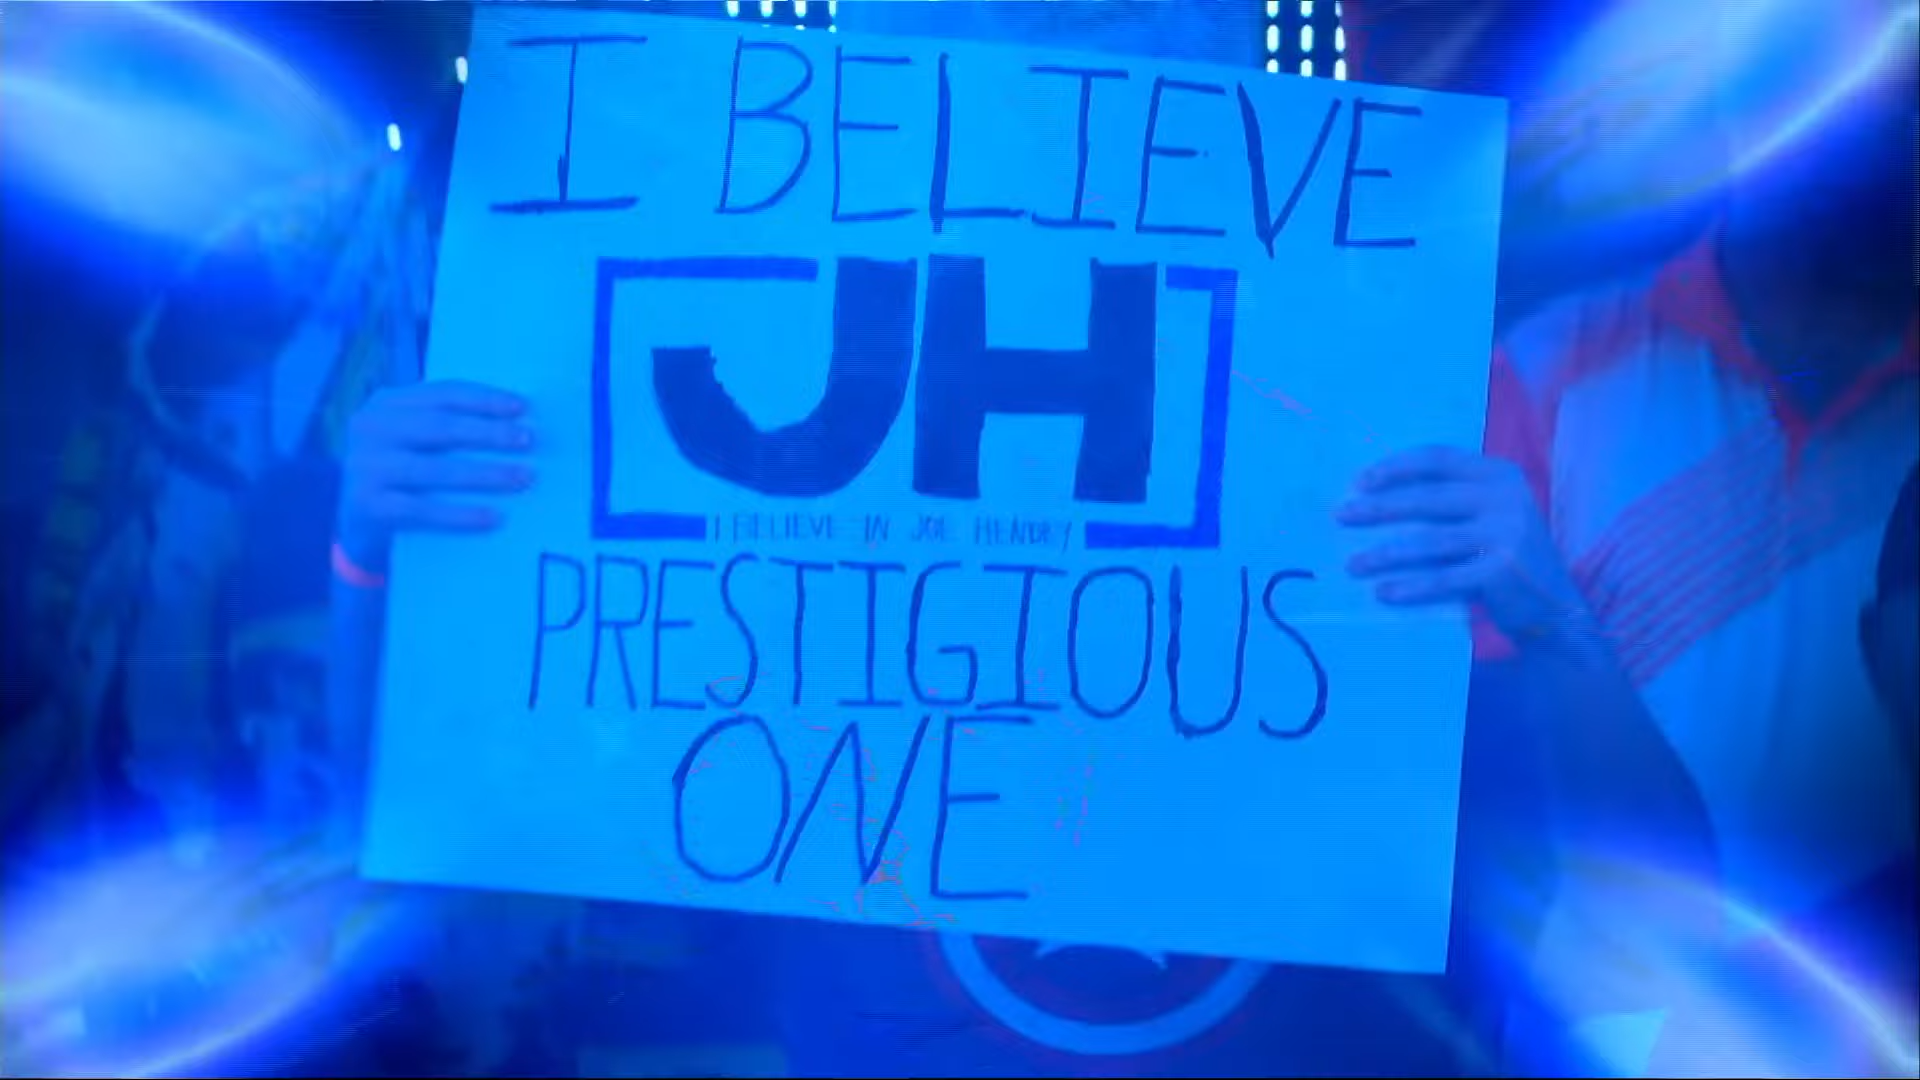 I BELIEVE
JH
I BELIEVE IN JOE HENDRY
PRESTIGIOUS
ONE